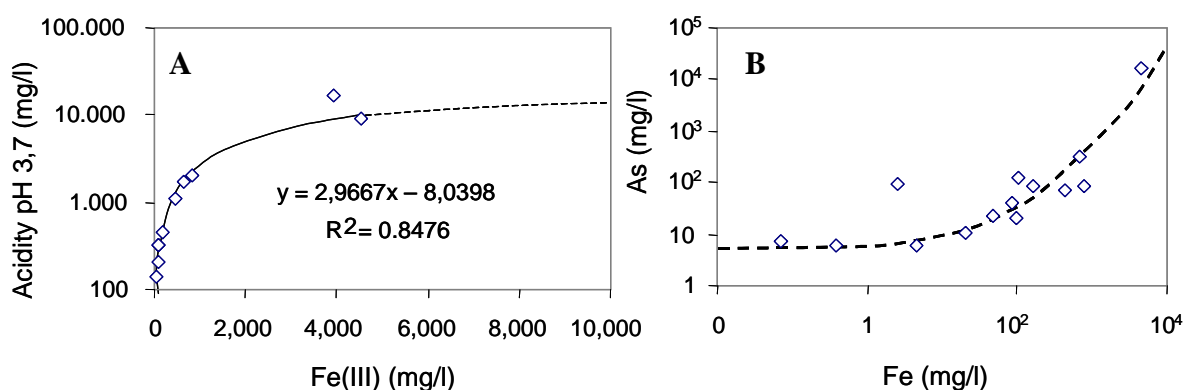 A
Acidity pH 3,7 (mg/l)
100.000
10.000
1.000
100
y = 2,9667x – 8,0398
R2= 0.8476
0 2,000 4,000 6,000 8,000 10,000
Fe(III) (mg/l)
B
As (mg/l)
10⁵
10⁴
10³
10²
10
1
0 1 10² 10⁴
Fe (mg/l)